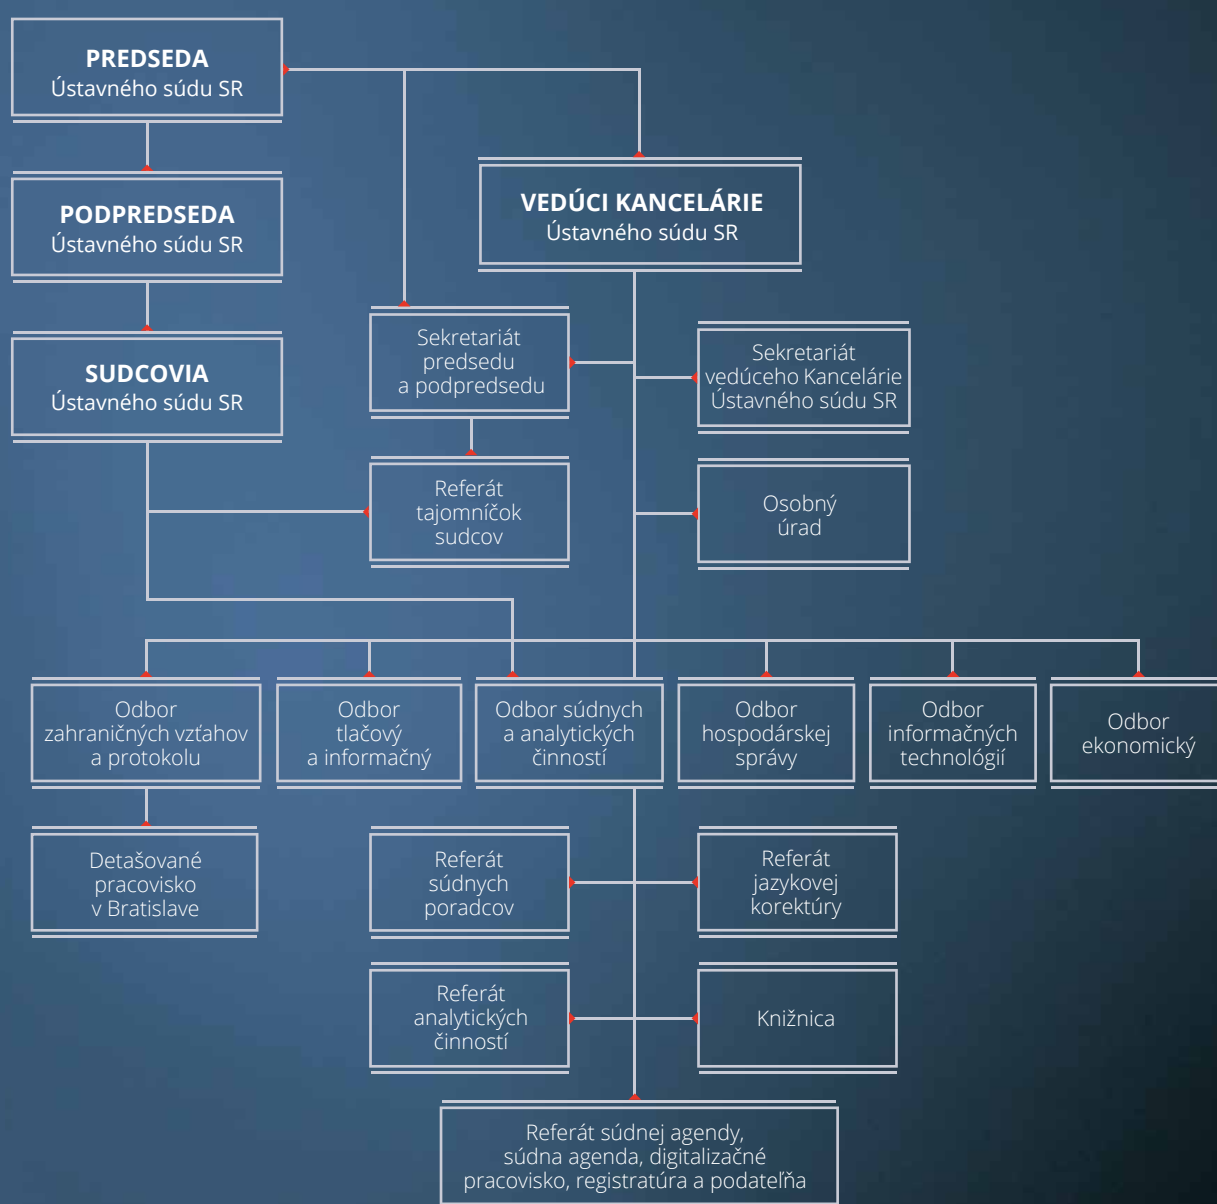 PREDSEDA
Ústavného súdu SR
PODPREDSEDA
Ústavného súdu SR
VEDÚCI KANCELÁRIE
Ústavného súdu SR
SUDCOVIA
Ústavného súdu SR
Sekretariát
predsedu
a podpredsedu
Sekretariát
vedúceho Kancelárie
Ústavného súdu SR
Referát
tajomníčok
sudcov
Osobný
úrad
Odbor
zahraničných vzťahov
a protokolu
Odbor
tlačový
a informačný
Odbor súdnych
a analytických
činností
Odbor
hospodárskej
správy
Odbor
informačných
technológií
Odbor
ekonomický
Detašované
pracovisko
v Bratislave
Referát
súdnych
poradcov
Referát
jazykovej
korektúry
Referát
analytických
činností
Knižnica
Referát súdnej agendy,
súdna agenda, digitalizačné
pracovisko, registratúra a podateľňa